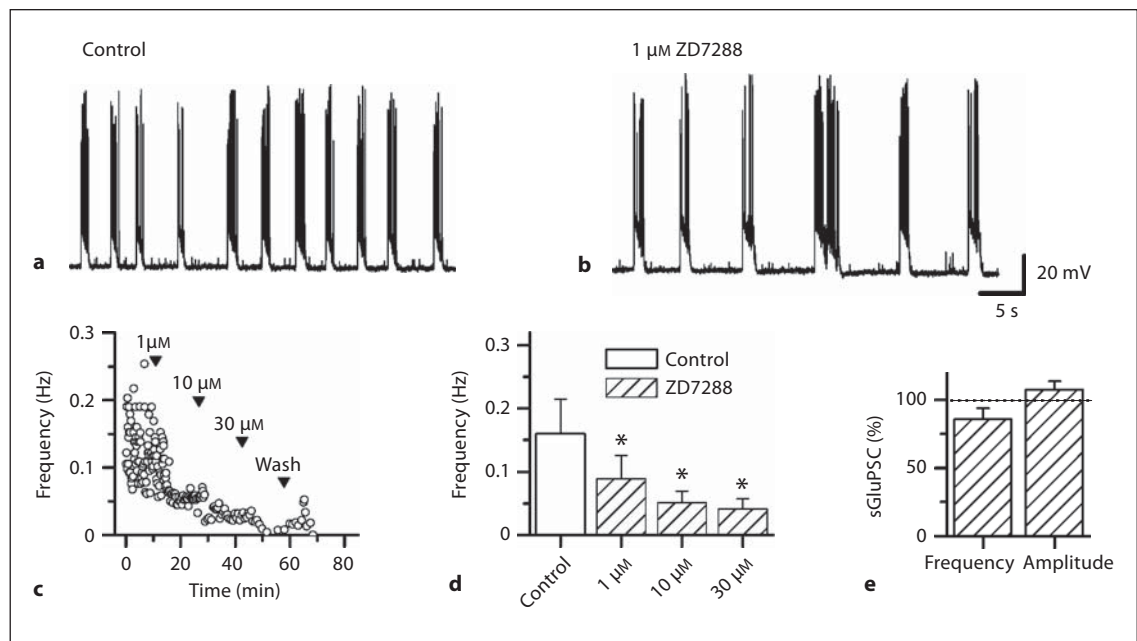 Control
1 µM ZD7288
a
b
20 mV
5 s
Frequency (Hz)
0.3
0.2
0.1
0
1µM
10 µM
30 µM
Wash
0 20 40 60 80
Time (min)
c
Frequency (Hz)
0.3
0.2
0.1
0
Control
ZD7288
*
*
*
Control
1 µM
10 µM
30 µM
d
sGluPSC (%)
100
50
0
Frequency Amplitude
e